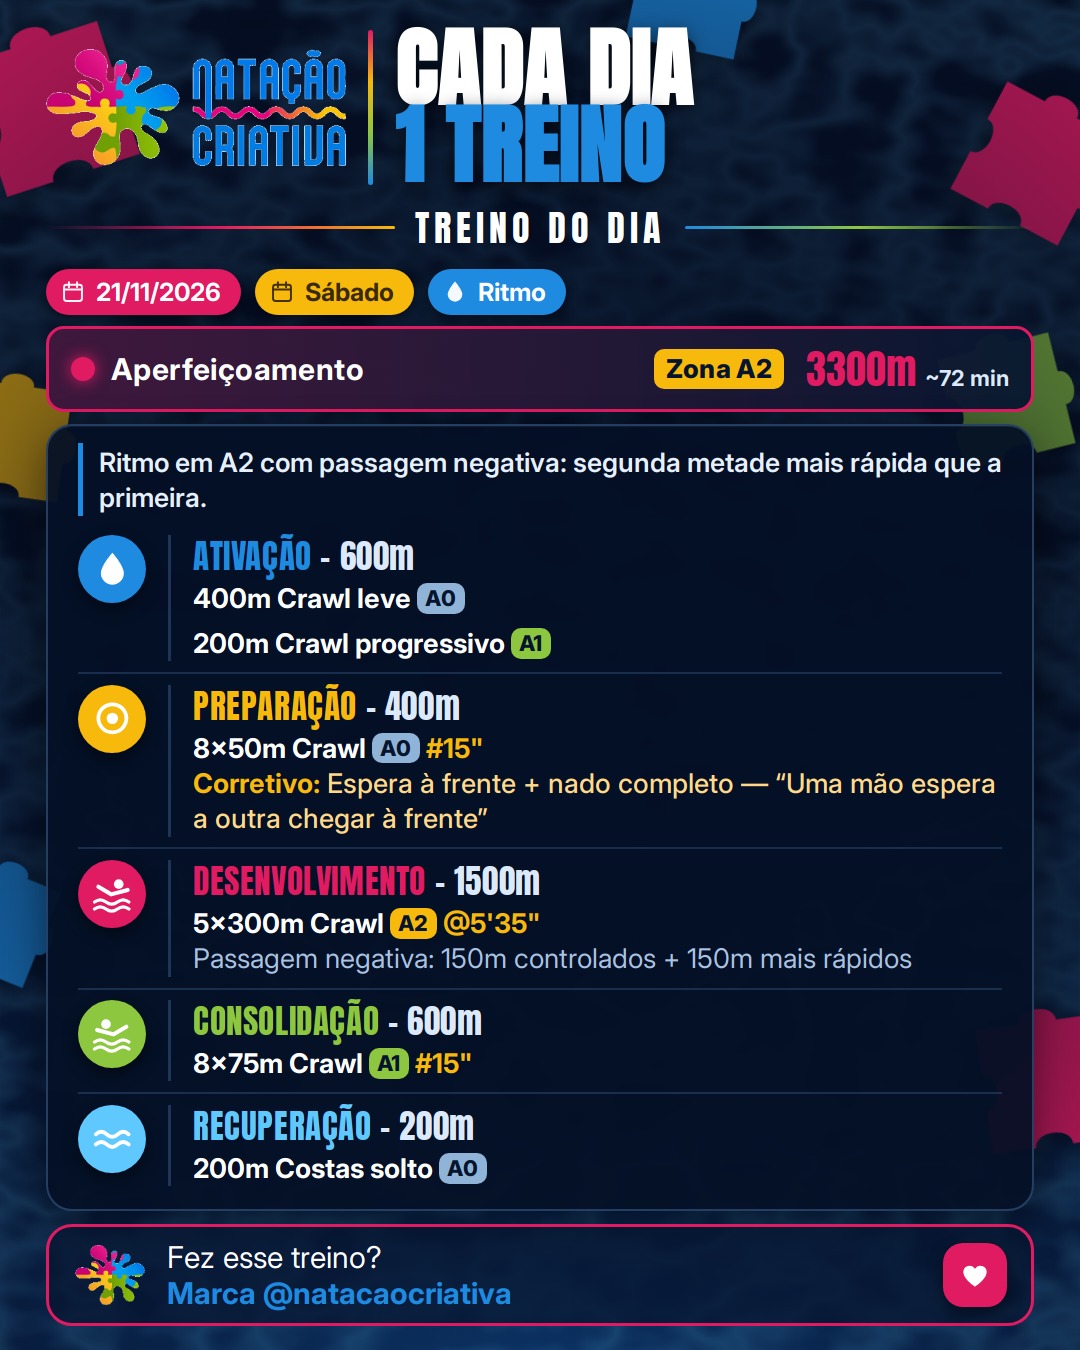 NATAÇÃO
CRIATIVA
CADA DIA
1 TREINO
TREINO DO DIA
21/11/2026
Sábado
Ritmo
Aperfeiçoamento
Zona A2
3300m ~72 min
Ritmo em A2 com passagem negativa: segunda metade mais rápida que a
primeira.
ATIVAÇÃO - 600m
400m Crawl leve A0
200m Crawl progressivo A1
PREPARAÇÃO - 400m
8×50m Crawl A0 #15"
Corretivo: Espera à frente + nado completo — “Uma mão espera
a outra chegar à frente”
DESENVOLVIMENTO - 1500m
5×300m Crawl A2 @5'35"
Passagem negativa: 150m controlados + 150m mais rápidos
CONSOLIDAÇÃO - 600m
8×75m Crawl A1 #15"
RECUPERAÇÃO - 200m
200m Costas solto A0
Fez esse treino?
Marca @natacaocriativa